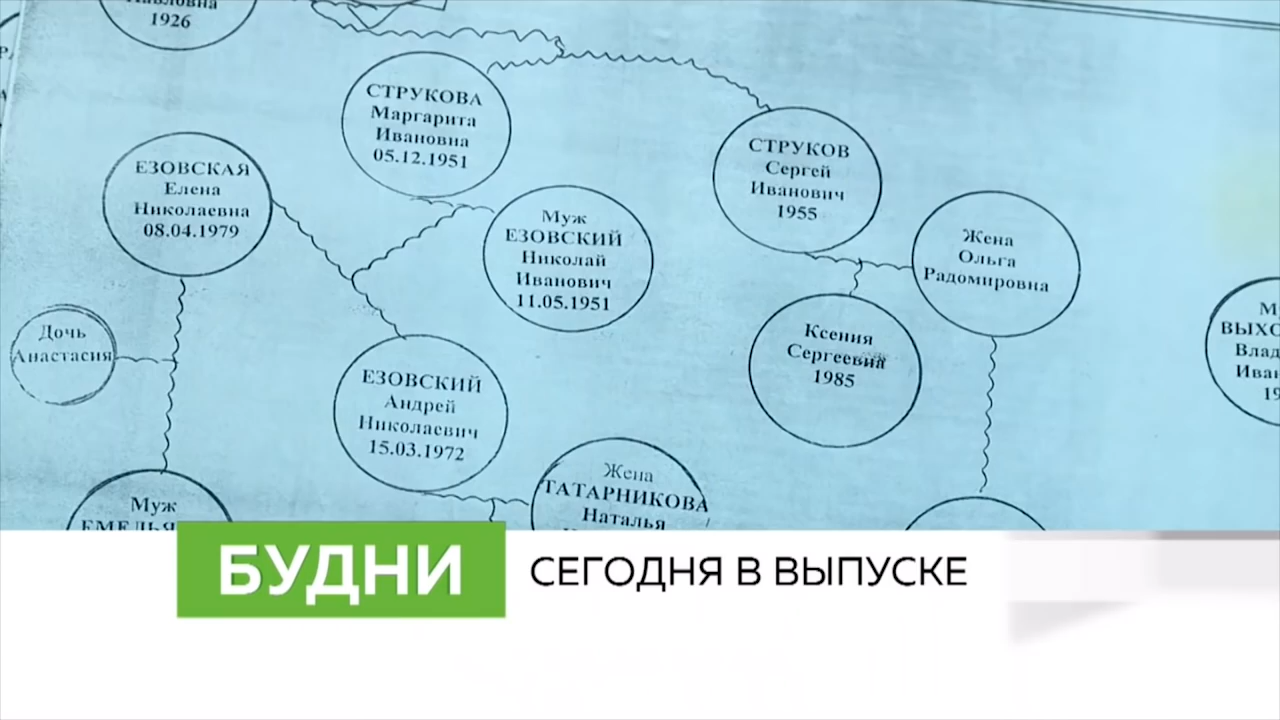 Павловна
1926
СТРУКОВА
Маргарита
Ивановна
05.12.1951
СТРУКОВ
Сергей
Иванович
1955
ЕЗОВСКАЯ
Елена
Николаевна
08.04.1979
Муж
ЕЗОВСКИЙ
Николай
Иванович
11.05.1951
Жена
Ольга
Радомировна
Дочь
Анастасия
Ксения
Сергеевна
1985
ЕЗОВСКИЙ
Андрей
Николаевич
15.03.1972
Жена
ТАТАРНИКОВА
Наталья
Муж
БУДНИ
СЕГОДНЯ В ВЫПУСКЕ